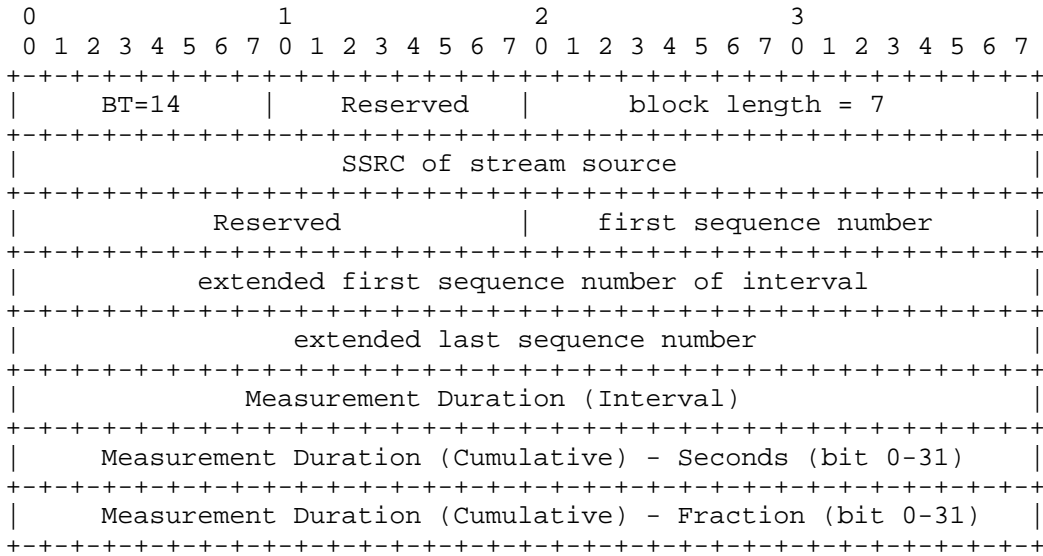 0                   1               2               3
 0 1 2 3 4 5 6 7 0 1 2 3 4 5 6 7 0 1 2 3 4 5 6 7 0 1 2 3 4 5 6 7
+-+-+-+-+-+-+-+-+-+-+-+-+-+-+-+-+-+-+-+-+-+-+-+-+-+-+-+-+-+-+-+-+
|     BT=14     |    Reserved   |      block length = 7         |
+-+-+-+-+-+-+-+-+-+-+-+-+-+-+-+-+-+-+-+-+-+-+-+-+-+-+-+-+-+-+-+-+
|                    SSRC of stream source                      |
+-+-+-+-+-+-+-+-+-+-+-+-+-+-+-+-+-+-+-+-+-+-+-+-+-+-+-+-+-+-+-+-+
|            Reserved           |    first sequence number      |
+-+-+-+-+-+-+-+-+-+-+-+-+-+-+-+-+-+-+-+-+-+-+-+-+-+-+-+-+-+-+-+-+
|           extended first sequence number of interval          |
+-+-+-+-+-+-+-+-+-+-+-+-+-+-+-+-+-+-+-+-+-+-+-+-+-+-+-+-+-+-+-+-+
|                 extended last sequence number                 |
+-+-+-+-+-+-+-+-+-+-+-+-+-+-+-+-+-+-+-+-+-+-+-+-+-+-+-+-+-+-+-+-+
|              Measurement Duration (Interval)                  |
+-+-+-+-+-+-+-+-+-+-+-+-+-+-+-+-+-+-+-+-+-+-+-+-+-+-+-+-+-+-+-+-+
|     Measurement Duration (Cumulative) - Seconds (bit 0-31)    |
+-+-+-+-+-+-+-+-+-+-+-+-+-+-+-+-+-+-+-+-+-+-+-+-+-+-+-+-+-+-+-+-+
|     Measurement Duration (Cumulative) - Fraction (bit 0-31)   |
+-+-+-+-+-+-+-+-+-+-+-+-+-+-+-+-+-+-+-+-+-+-+-+-+-+-+-+-+-+-+-+-+